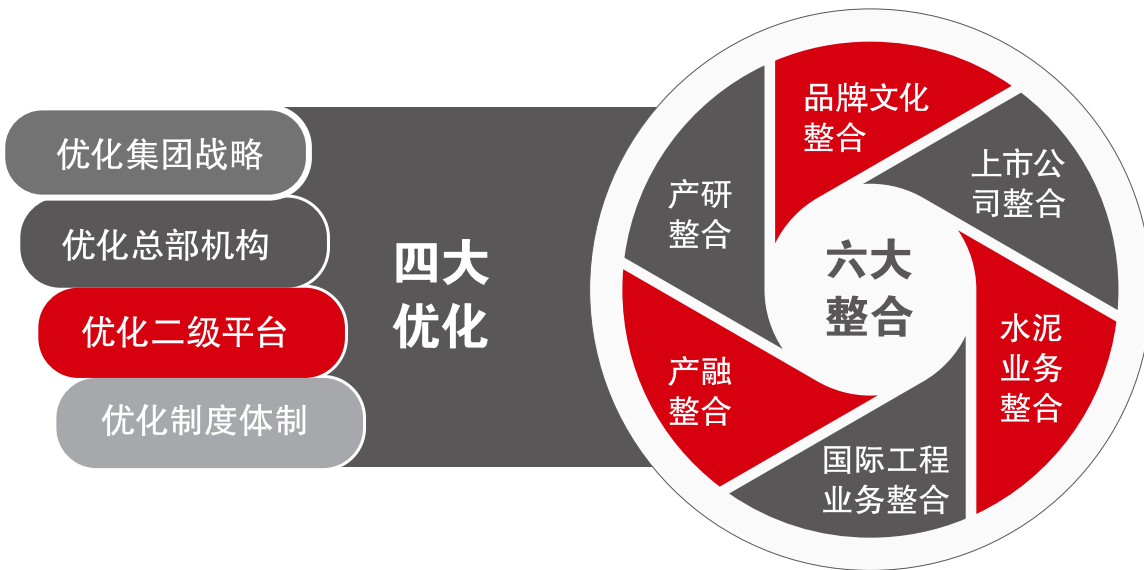 优化集团战略
优化总部机构
优化二级平台
优化制度体制
四大
优化
六大
整合
品牌文化
整合
上市公
司整合
水泥
业务
整合
国际工程
业务整合
产融
整合
产研
整合